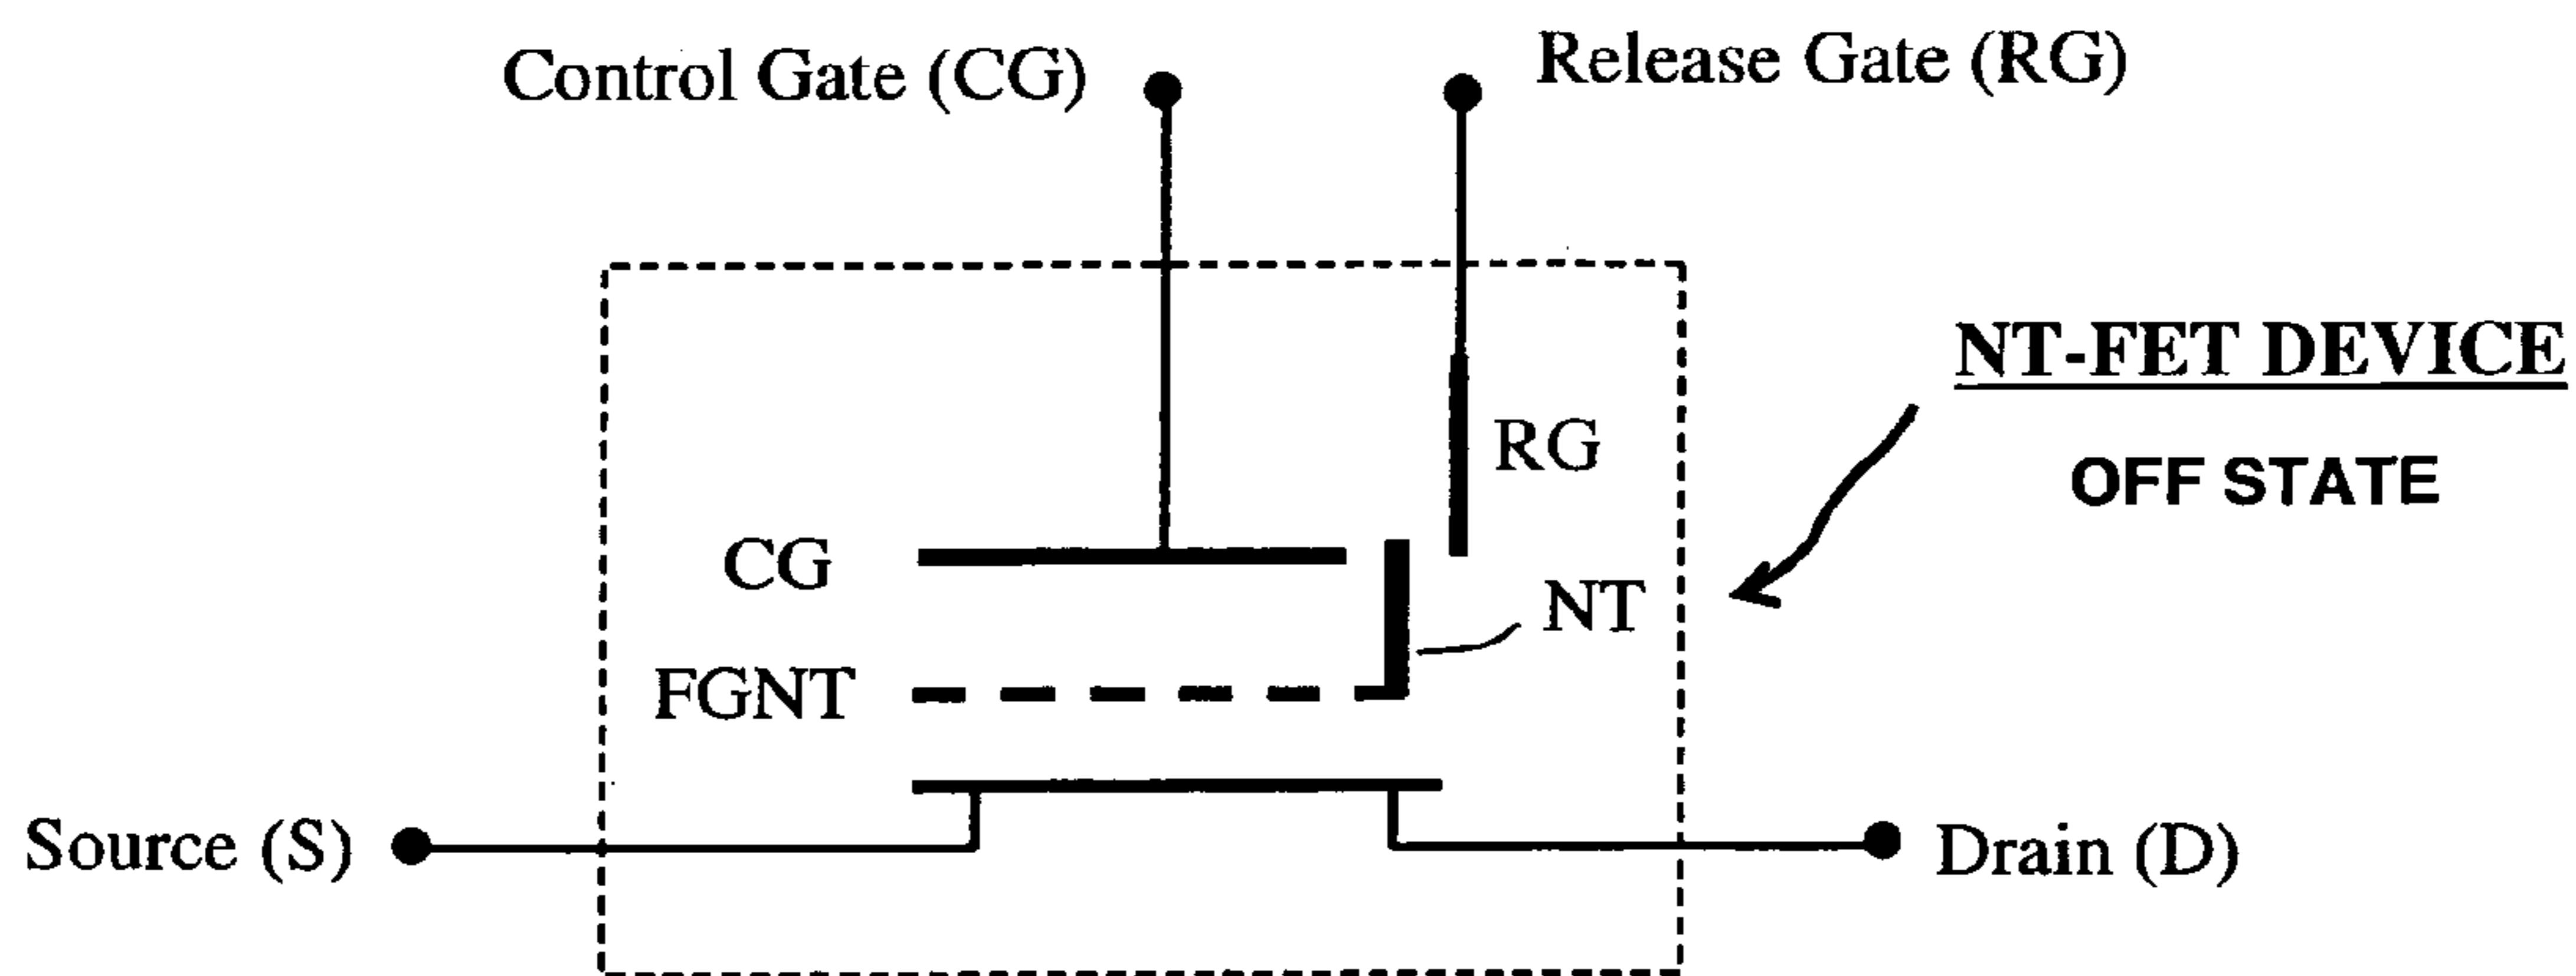 Control Gate (CG)
Release Gate (RG)
NT-FET DEVICE
OFF STATE
RG
CG
NT
FGNT
Source (S)
Drain (D)